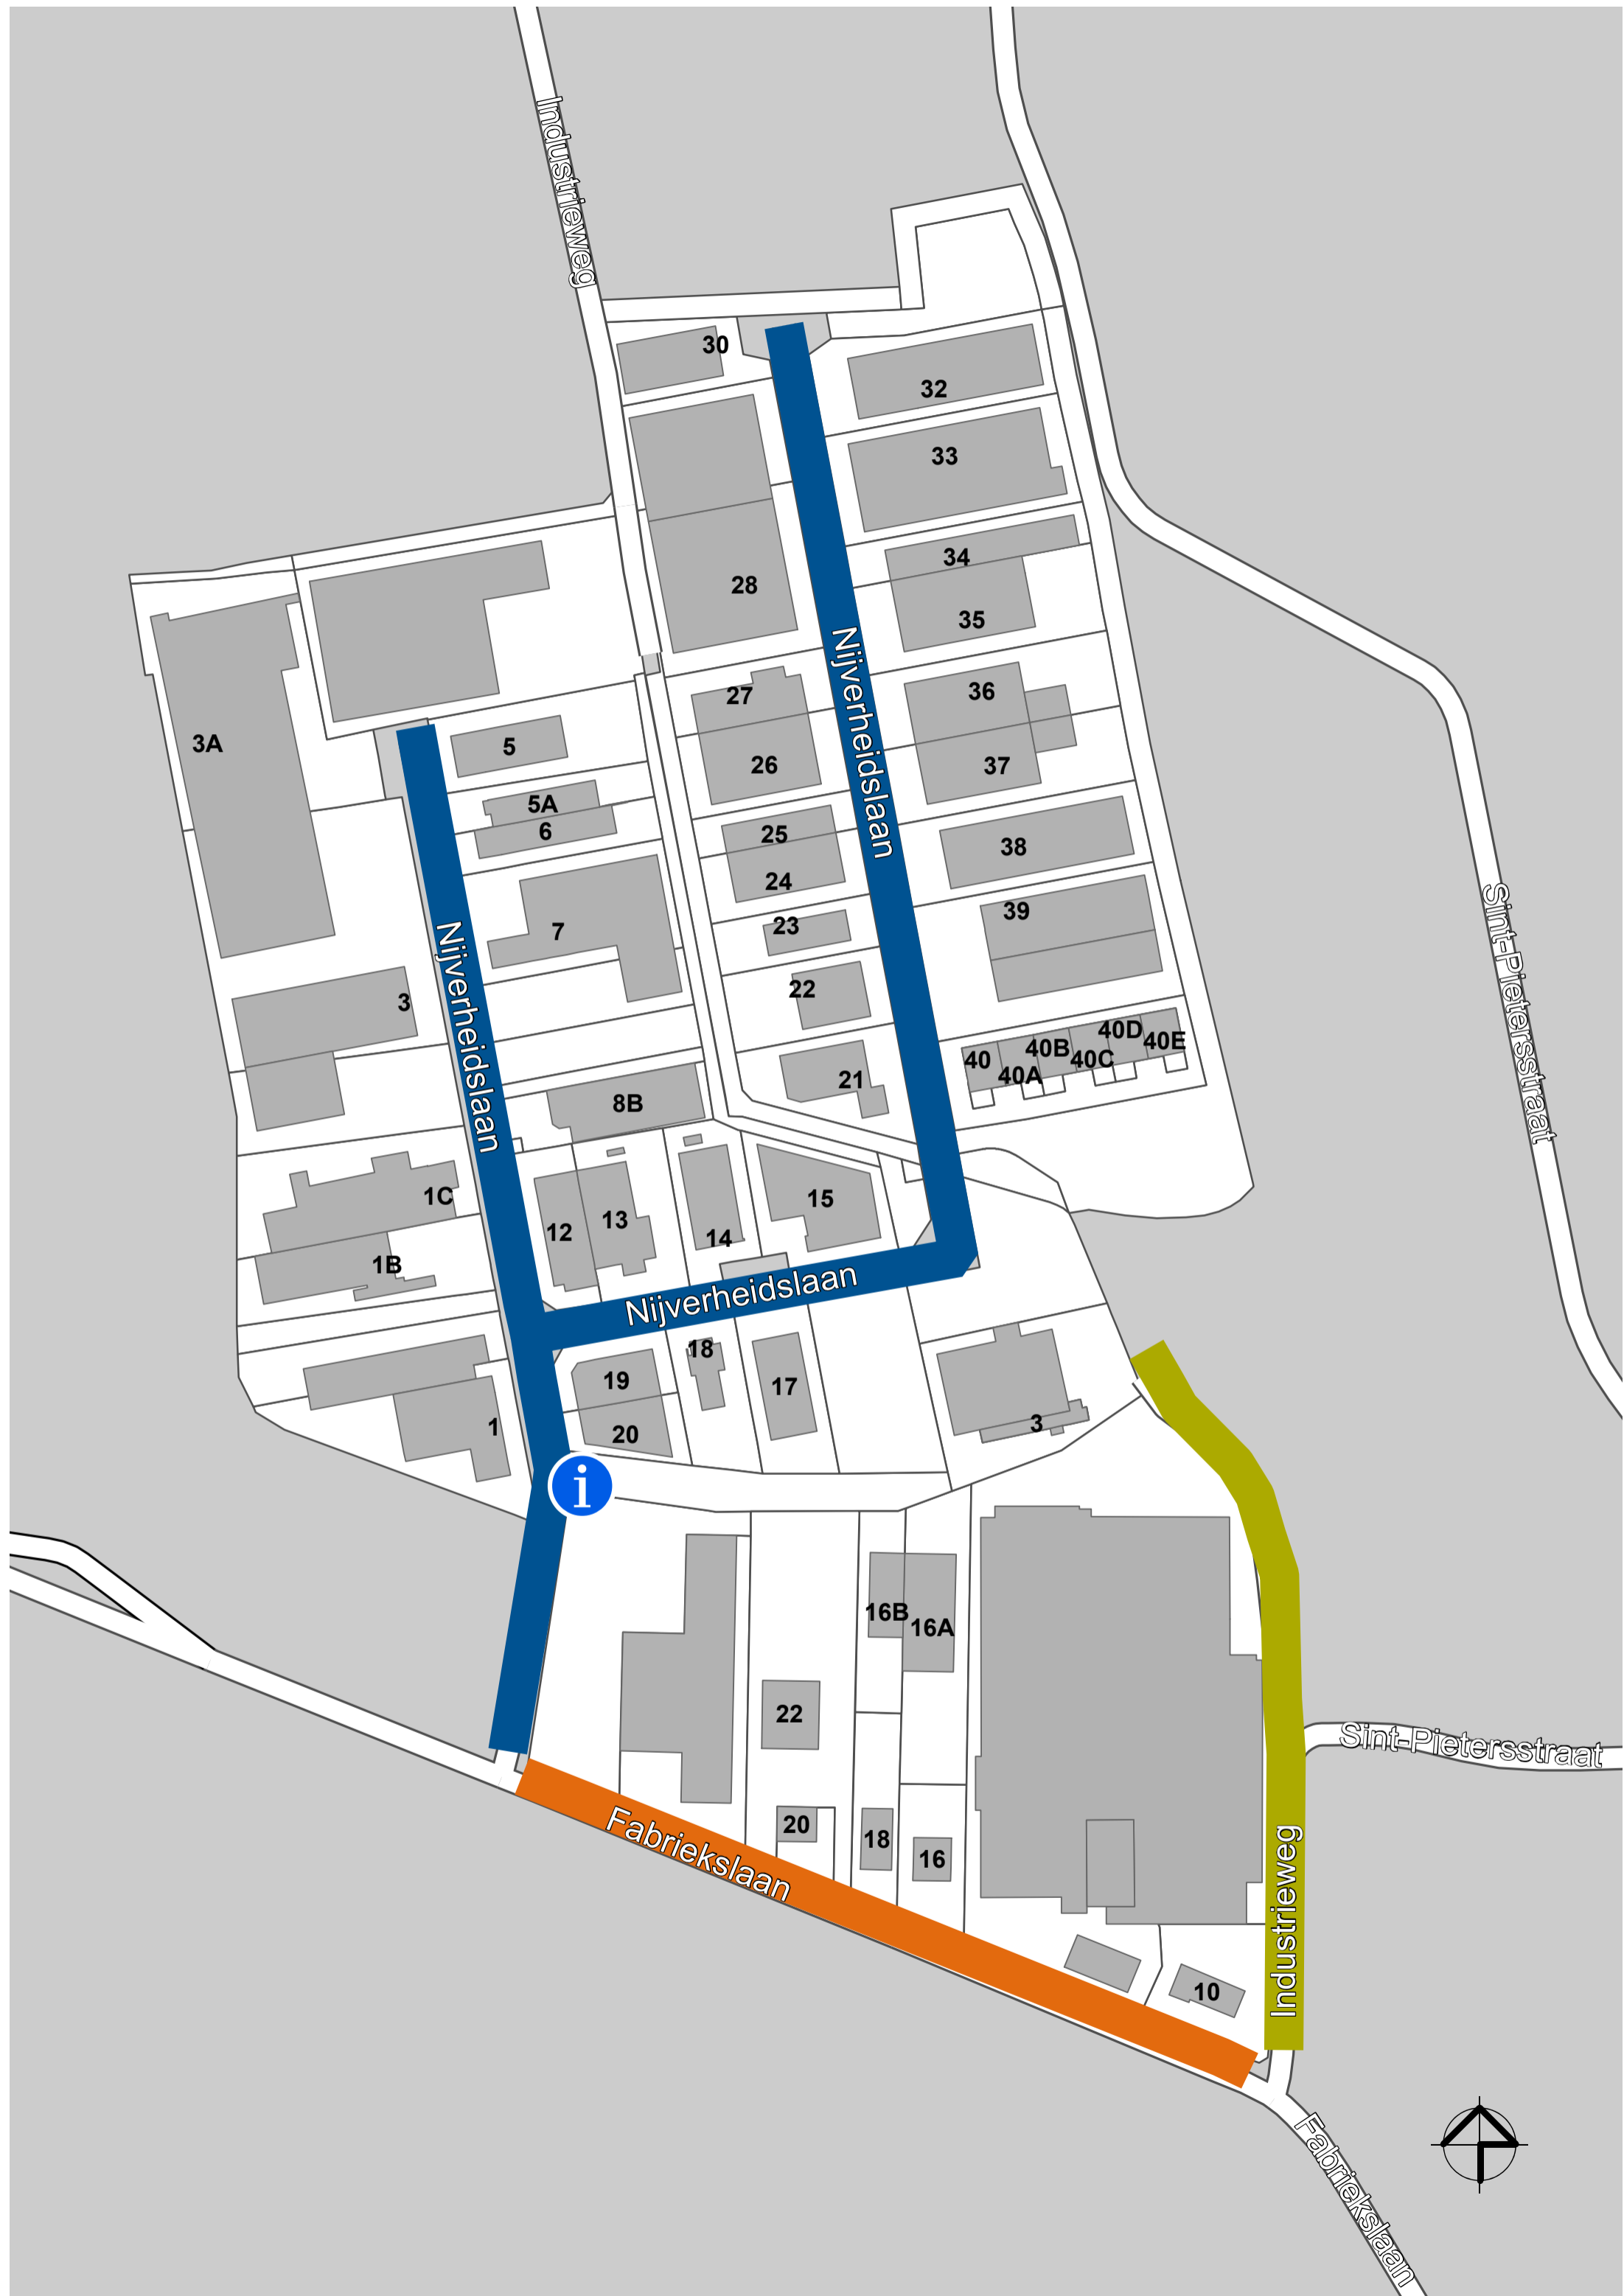 Industrieweg
30
32
33
34
28
35
36
27
3A
5
26
37
5A
6
25
38
24
39
23
7
22
3
40D
40E
40B
40C
40
40A
21
8B
Nijverheidslaan
Nijverheidslaan
Sint-Pietersstraat
1C
15
13
12
14
1B
Nijverheidslaan
18
19
17
3
1
20
i
16B
16A
22
Sint-Pietersstraat
20
18
16
Fabriekslaan
Industrieweg
10
Fabriekslaan